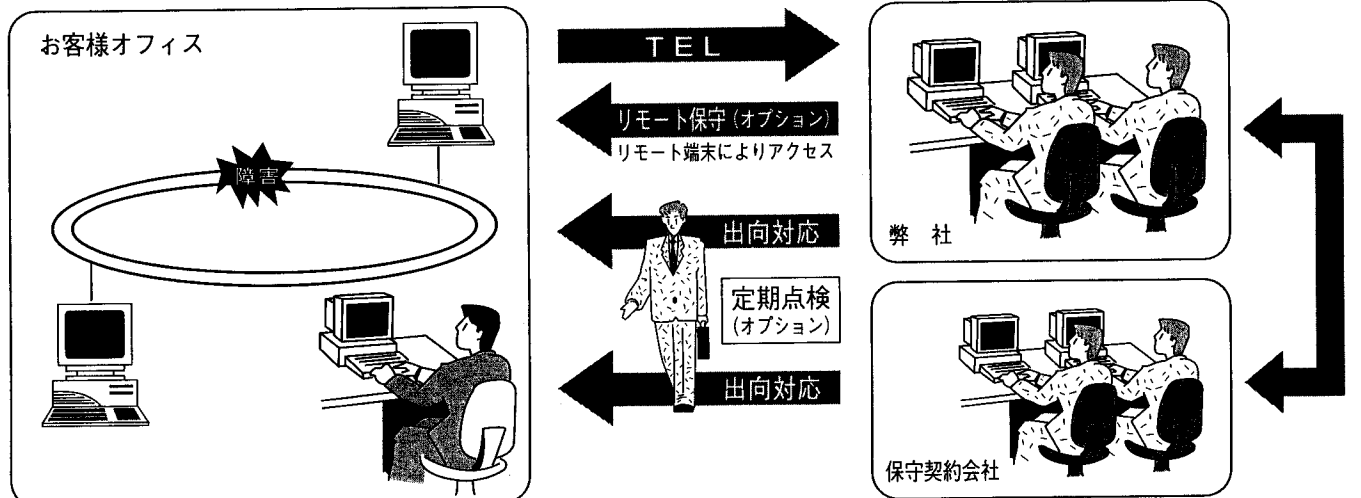 お客様オフィス
障害
TEL
リモート保守(オプション)
リモート端末によりアクセス
出向対応
定期点検
(オプション)
出向対応
弊 社
保守契約会社